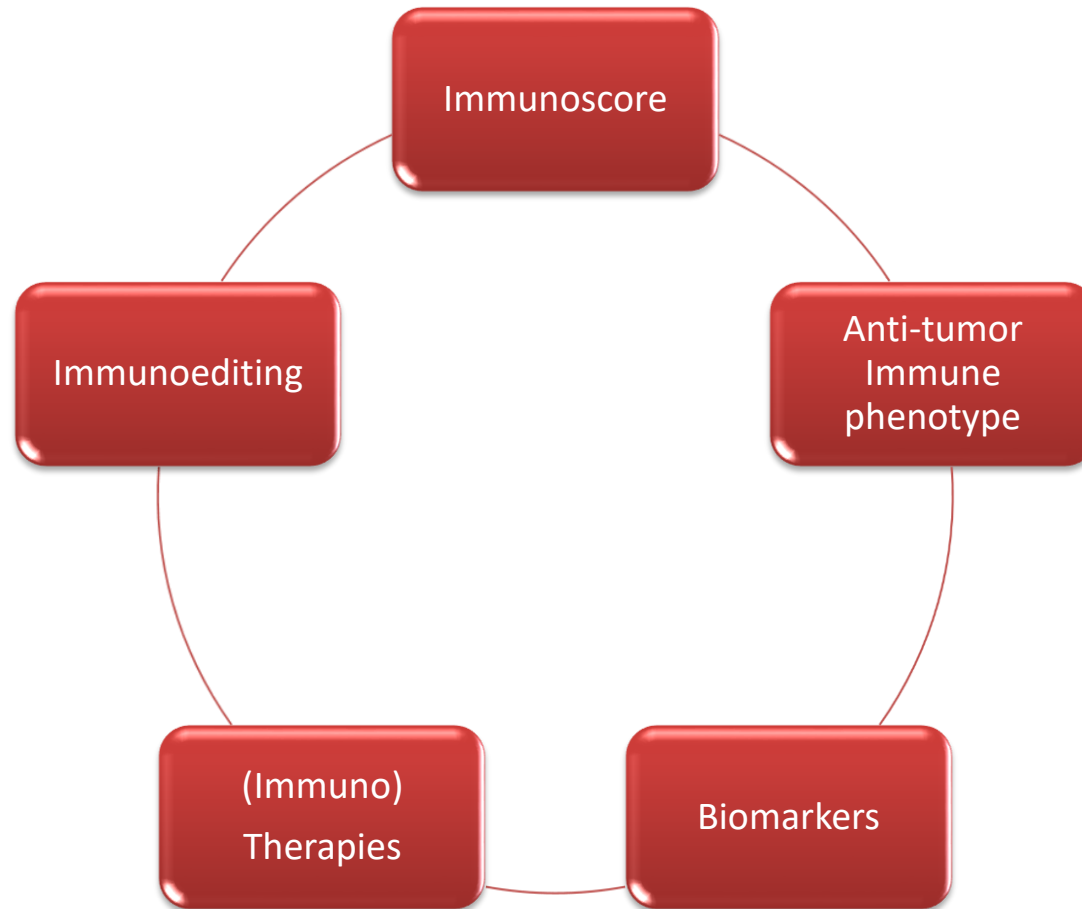 Immunoscore
Immunoediting
Anti-tumor
Immune
phenotype
(Immuno)
Therapies
Biomarkers